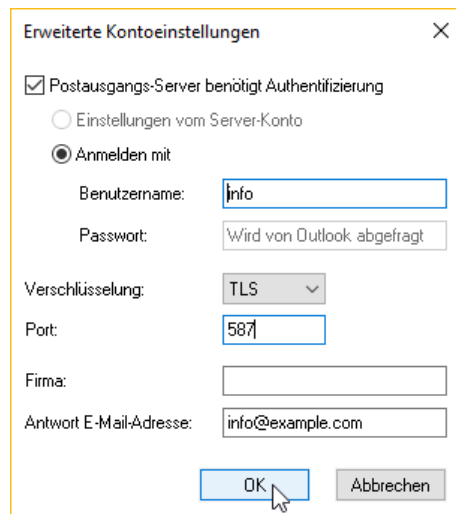 Erweiterte Kontoeinstellungen
Postausgangs-Server benötigt Authentifizierung
Einstellungen vom Server-Konto
Anmelden mit
Benutzername: info
Passwort: Wird von Outlook abgefragt
Verschlüsselung: TLS
Port: 587
Firma:
Antwort E-Mail-Adresse: info@example.com
OK Abbrechen